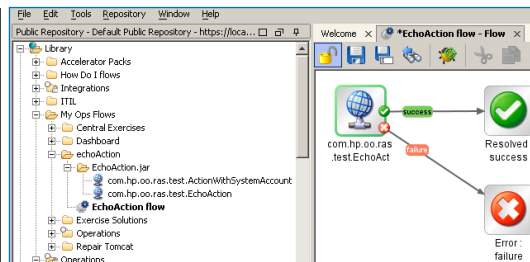 File Edit Tools Repository Window Help
Public Repository - Default Public Repository - https://loca...
Library
Accelerator Packs
How Do I flows
Integrations
ITIL
My Ops Flows
Central Exercises
Dashboard
echoAction
EchoAction.jar
com.hp.oo.ras.test.ActionWithSystemAccount
com.hp.oo.ras.test.EchoAction
EchoAction flow
Exercise Solutions
Operations
Repair Tomcat
Operations
Welcome
*EchoAction flow - Flow
success
com.hp.oo.ras
.test.EchoAct
failure
Resolved
success
Error :
failure